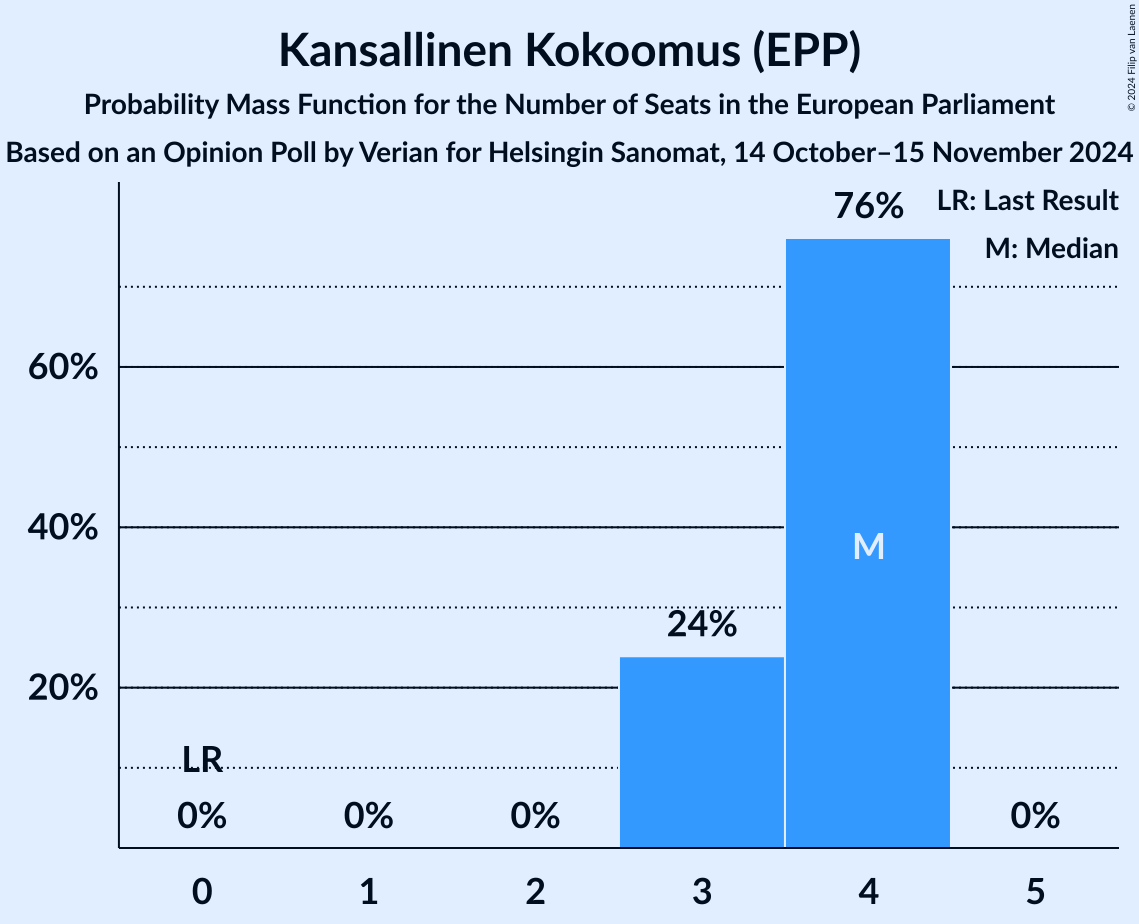 Kansallinen Kokoomus (EPP)
Probability Mass Function for the Number of Seats in the European Parliament
Based on an Opinion Poll by Verian for Helsingin Sanomat, 14 October–15 November 2024
© 2024 Filip van Laenen
LR: Last Result
M: Median
76%
60%
40%
M
24%
20%
LR
0% 0% 0% 0%
0 1 2 3 4 5